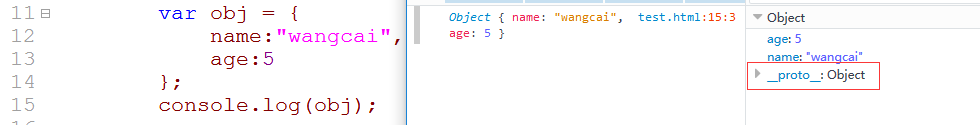 11 var obj = {
12 name:"wangcai",
13 age:5
14 };
15 console.log(obj);
Object { name: "wangcai", test.html:15:3
age: 5 }
Object
age: 5
name: "wangcai"
__proto__: Object